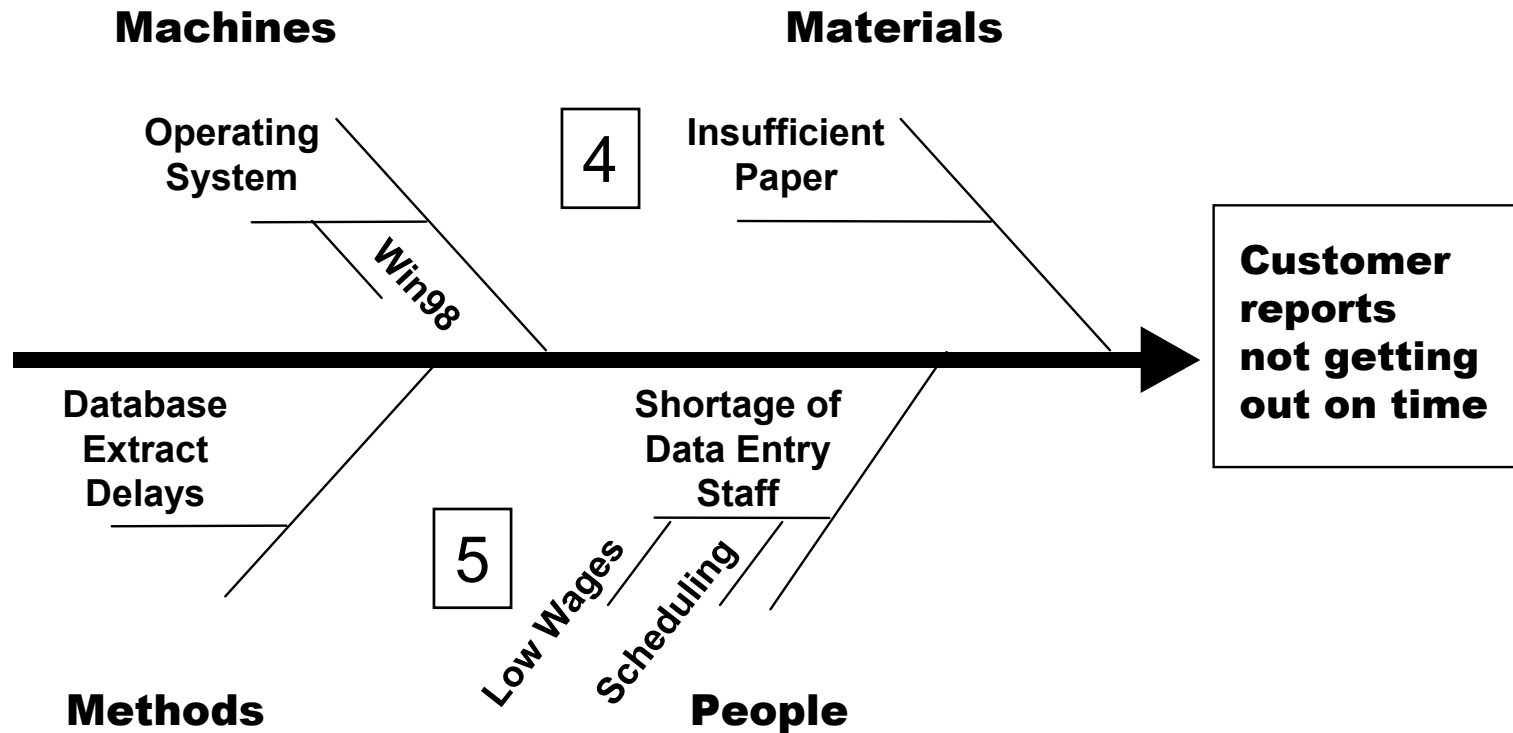 Machines
Materials
Operating
System
4
Insufficient
Paper
Win98
Customer
reports
not getting
out on time
Database
Extract
Delays
Shortage of
Data Entry
Staff
5
Low Wages
Scheduling
Methods
People